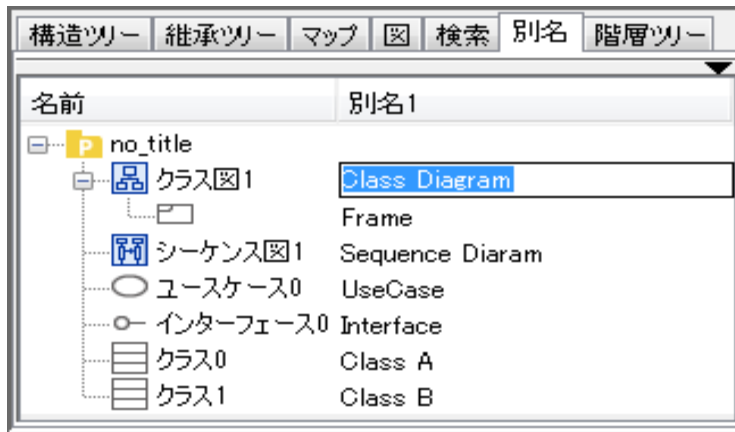 構造ツリー 継承ツリー マップ 図 検索 別名 階層ツリー
名前 別名1
P no_title
クラス図1 Class Diagram
Frame
シーケンス図1 Sequence Diaram
ユースケース0 UseCase
インターフェース0 Interface
クラス0 Class A
クラス1 Class B